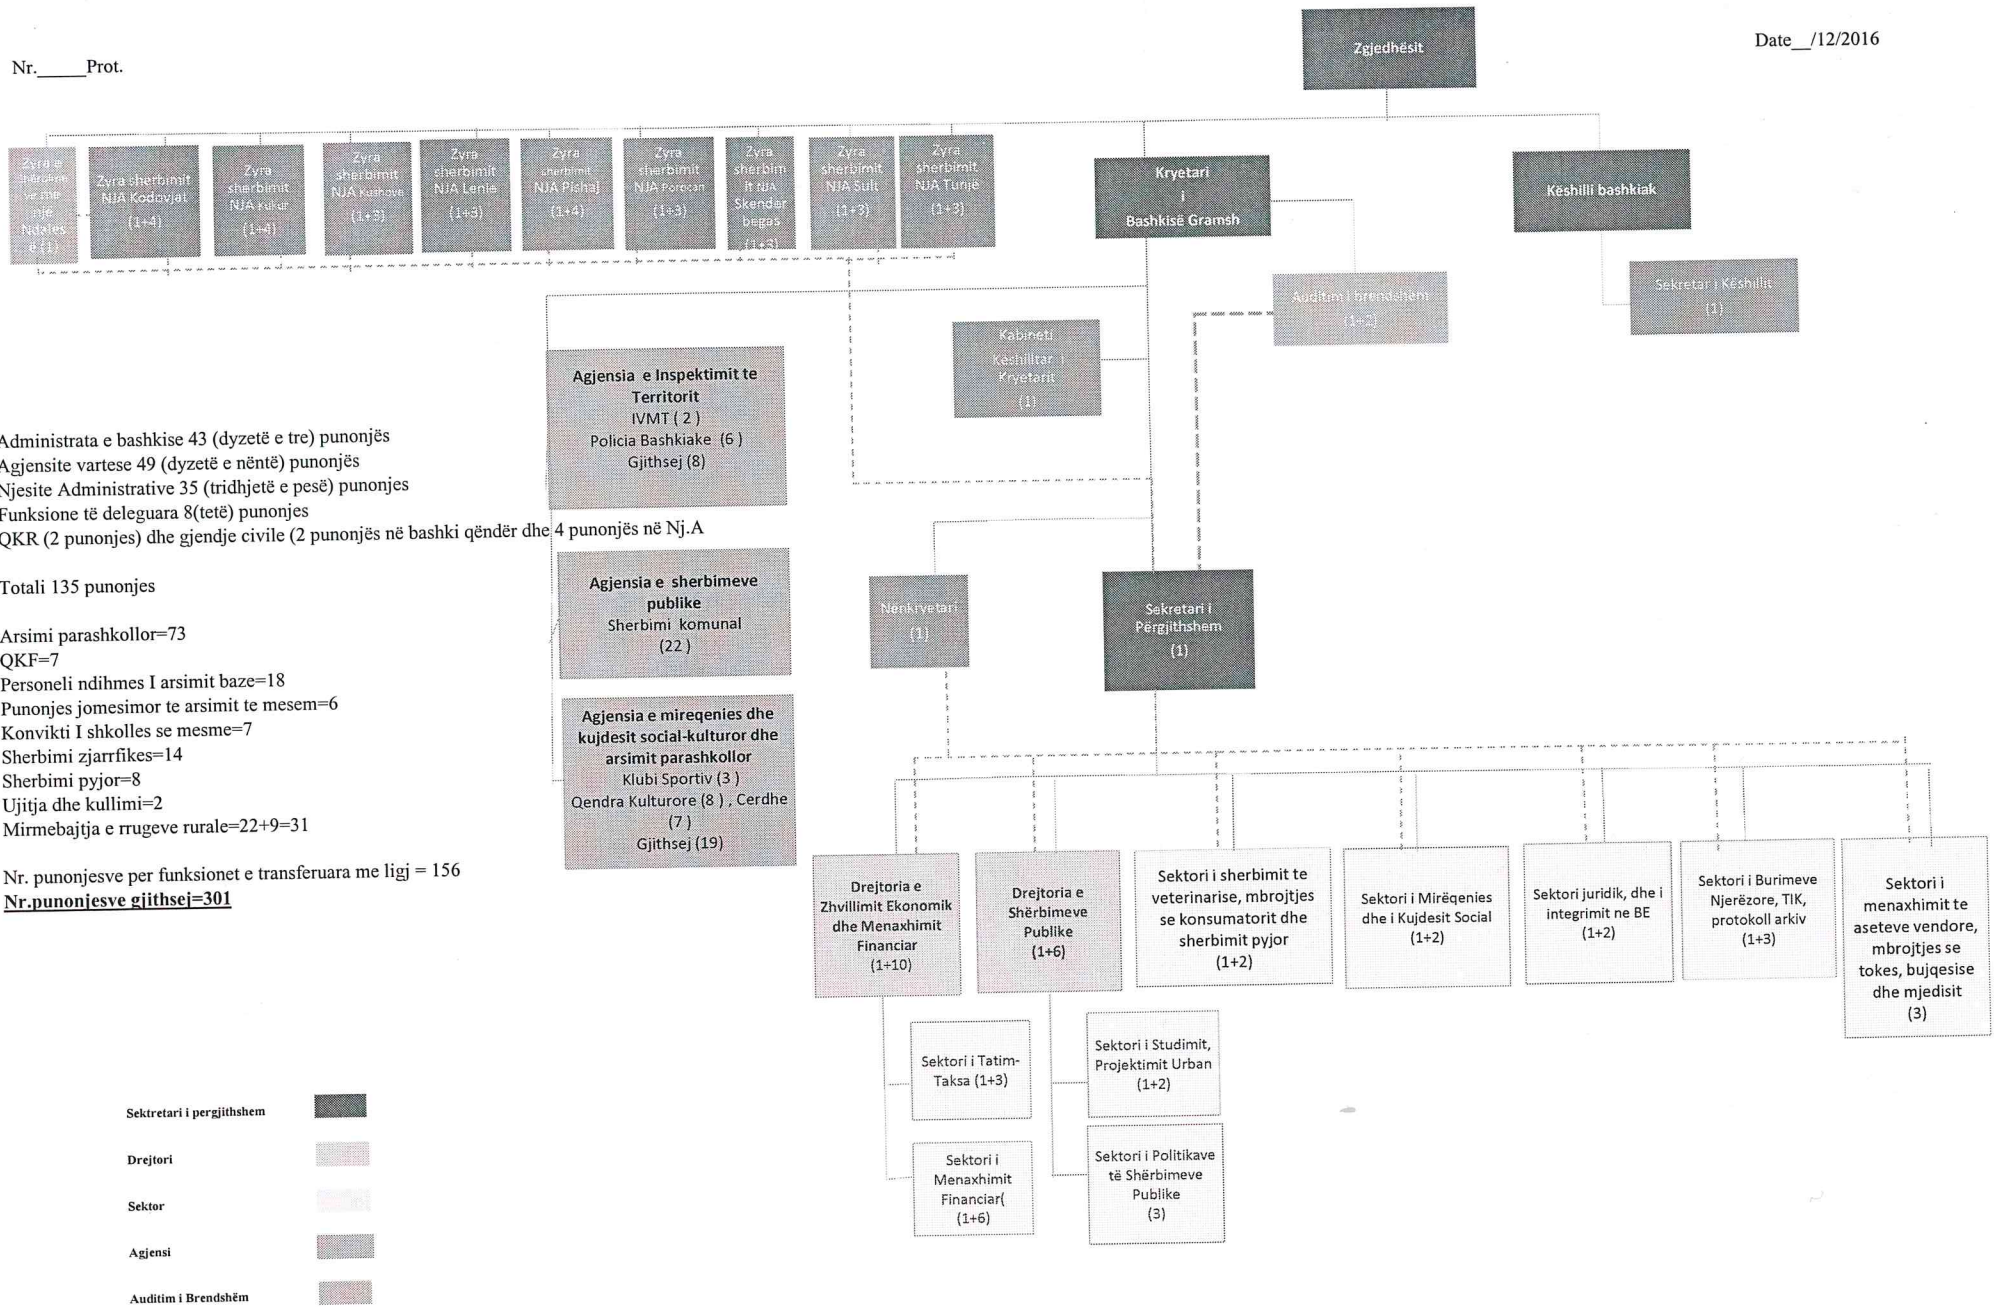 Nr._____Prot.
Date__/12/2016
Zgjedhësit
Zyra e
me
nje
Ndales
ë (1)
Zyra sherbimit
NJA Kodovjat
(1+4)
Zyra
sherbimit
NJA Kukur
(1+4)
Zyra
sherbimit
NJA Kushove
(1+3)
Zyra
sherbimit
NJA Lenie
(1+3)
Zyra
sherbimit
NJA Pishaj
(1+4)
Zyra
sherbimit
NJA Porocan
(1+3)
Zyra
sherbim
it NJA
Skender
begas
(1+3)
Zyra
sherbimit
NJA Sult
(1+3)
Zyra
sherbimit
NJA Tunjë
(1+3)
Kryetari
i
Bashkisë Gramsh
Këshilli bashkiak
Auditim i brendshëm
(1+2)
Sekretar i Këshillit
(1)
Kabineti
Këshilltar i
Kryetarit
(1)
Agjensia e Inspektimit te
Territorit
IVMT ( 2 )
Policia Bashkiake (6 )
Gjithsej (8)
Administrata e bashkise 43 (dyzetë e tre) punonjës
Agjensite vartese 49 (dyzetë e nëntë) punonjës
Njesite Administrative 35 (tridhjetë e pesë) punonjes
Funksione të deleguara 8(tetë) punonjes
QKR (2 punonjes) dhe gjendje civile (2 punonjës në bashki qëndër dhe 4 punonjës në Nj.A
Totali 135 punonjes
Arsimi parashkollor=73
QKF=7
Personeli ndihmes I arsimit baze=18
Punonjes jomesimor te arsimit te mesem=6
Konvikti I shkolles se mesme=7
Sherbimi zjarrfikes=14
Sherbimi pyjor=8
Ujitja dhe kullimi=2
Mirmebajtja e rrugeve rurale=22+9=31
Nr. punonjesve per funksionet e transferuara me ligj = 156
Nr.punonjesve gjithsej=301
Agjensia e sherbimeve
publike
Sherbimi komunal
(22 )
Agjensia e mireqenies dhe
kujdesit social-kulturor dhe
arsimit parashkollor
Klubi Sportiv (3 )
Qendra Kulturore (8 ) , Cerdhe
(7 )
Gjithsej (19)
Nënkryetari
(1)
Sekretari i
Përgjithshem
(1)
Drejtoria e
Zhvillimit Ekonomik
dhe Menaxhimit
Financiar
(1+10)
Drejtoria e
Shërbimeve
Publike
(1+6)
Sektori i sherbimit te
veterinarise, mbrojtjes
se konsumatorit dhe
sherbimit pyjor
(1+2)
Sektori i Mirëqenies
dhe i Kujdesit Social
(1+2)
Sektori juridik, dhe i
integrimit ne BE
(1+2)
Sektori i Burimeve
Njerëzore, TIK,
protokoll arkiv
(1+3)
Sektori i
menaxhimit te
aseteve vendore,
mbrojtjes se
tokes, bujqesise
dhe mjedisit
(3)
Sektori i Tatim-
Taksa (1+3)
Sektori i Studimit,
Projektimit Urban
(1+2)
Sektori i
Menaxhimit
Financiar(
(1+6)
Sektori i Politikave
të Shërbimeve
Publike
(3)
Sektretari i pergjithshem
Drejtori
Sektor
Agjensi
Auditim i Brendshëm